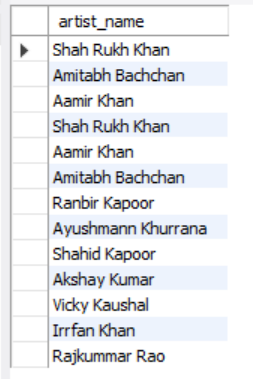 artist_name
Shah Rukh Khan
Amitabh Bachchan
Aamir Khan
Shah Rukh Khan
Aamir Khan
Amitabh Bachchan
Ranbir Kapoor
Ayushmann Khurrana
Shahid Kapoor
Akshay Kumar
Vicky Kaushal
Irrfan Khan
Rajkummar Rao